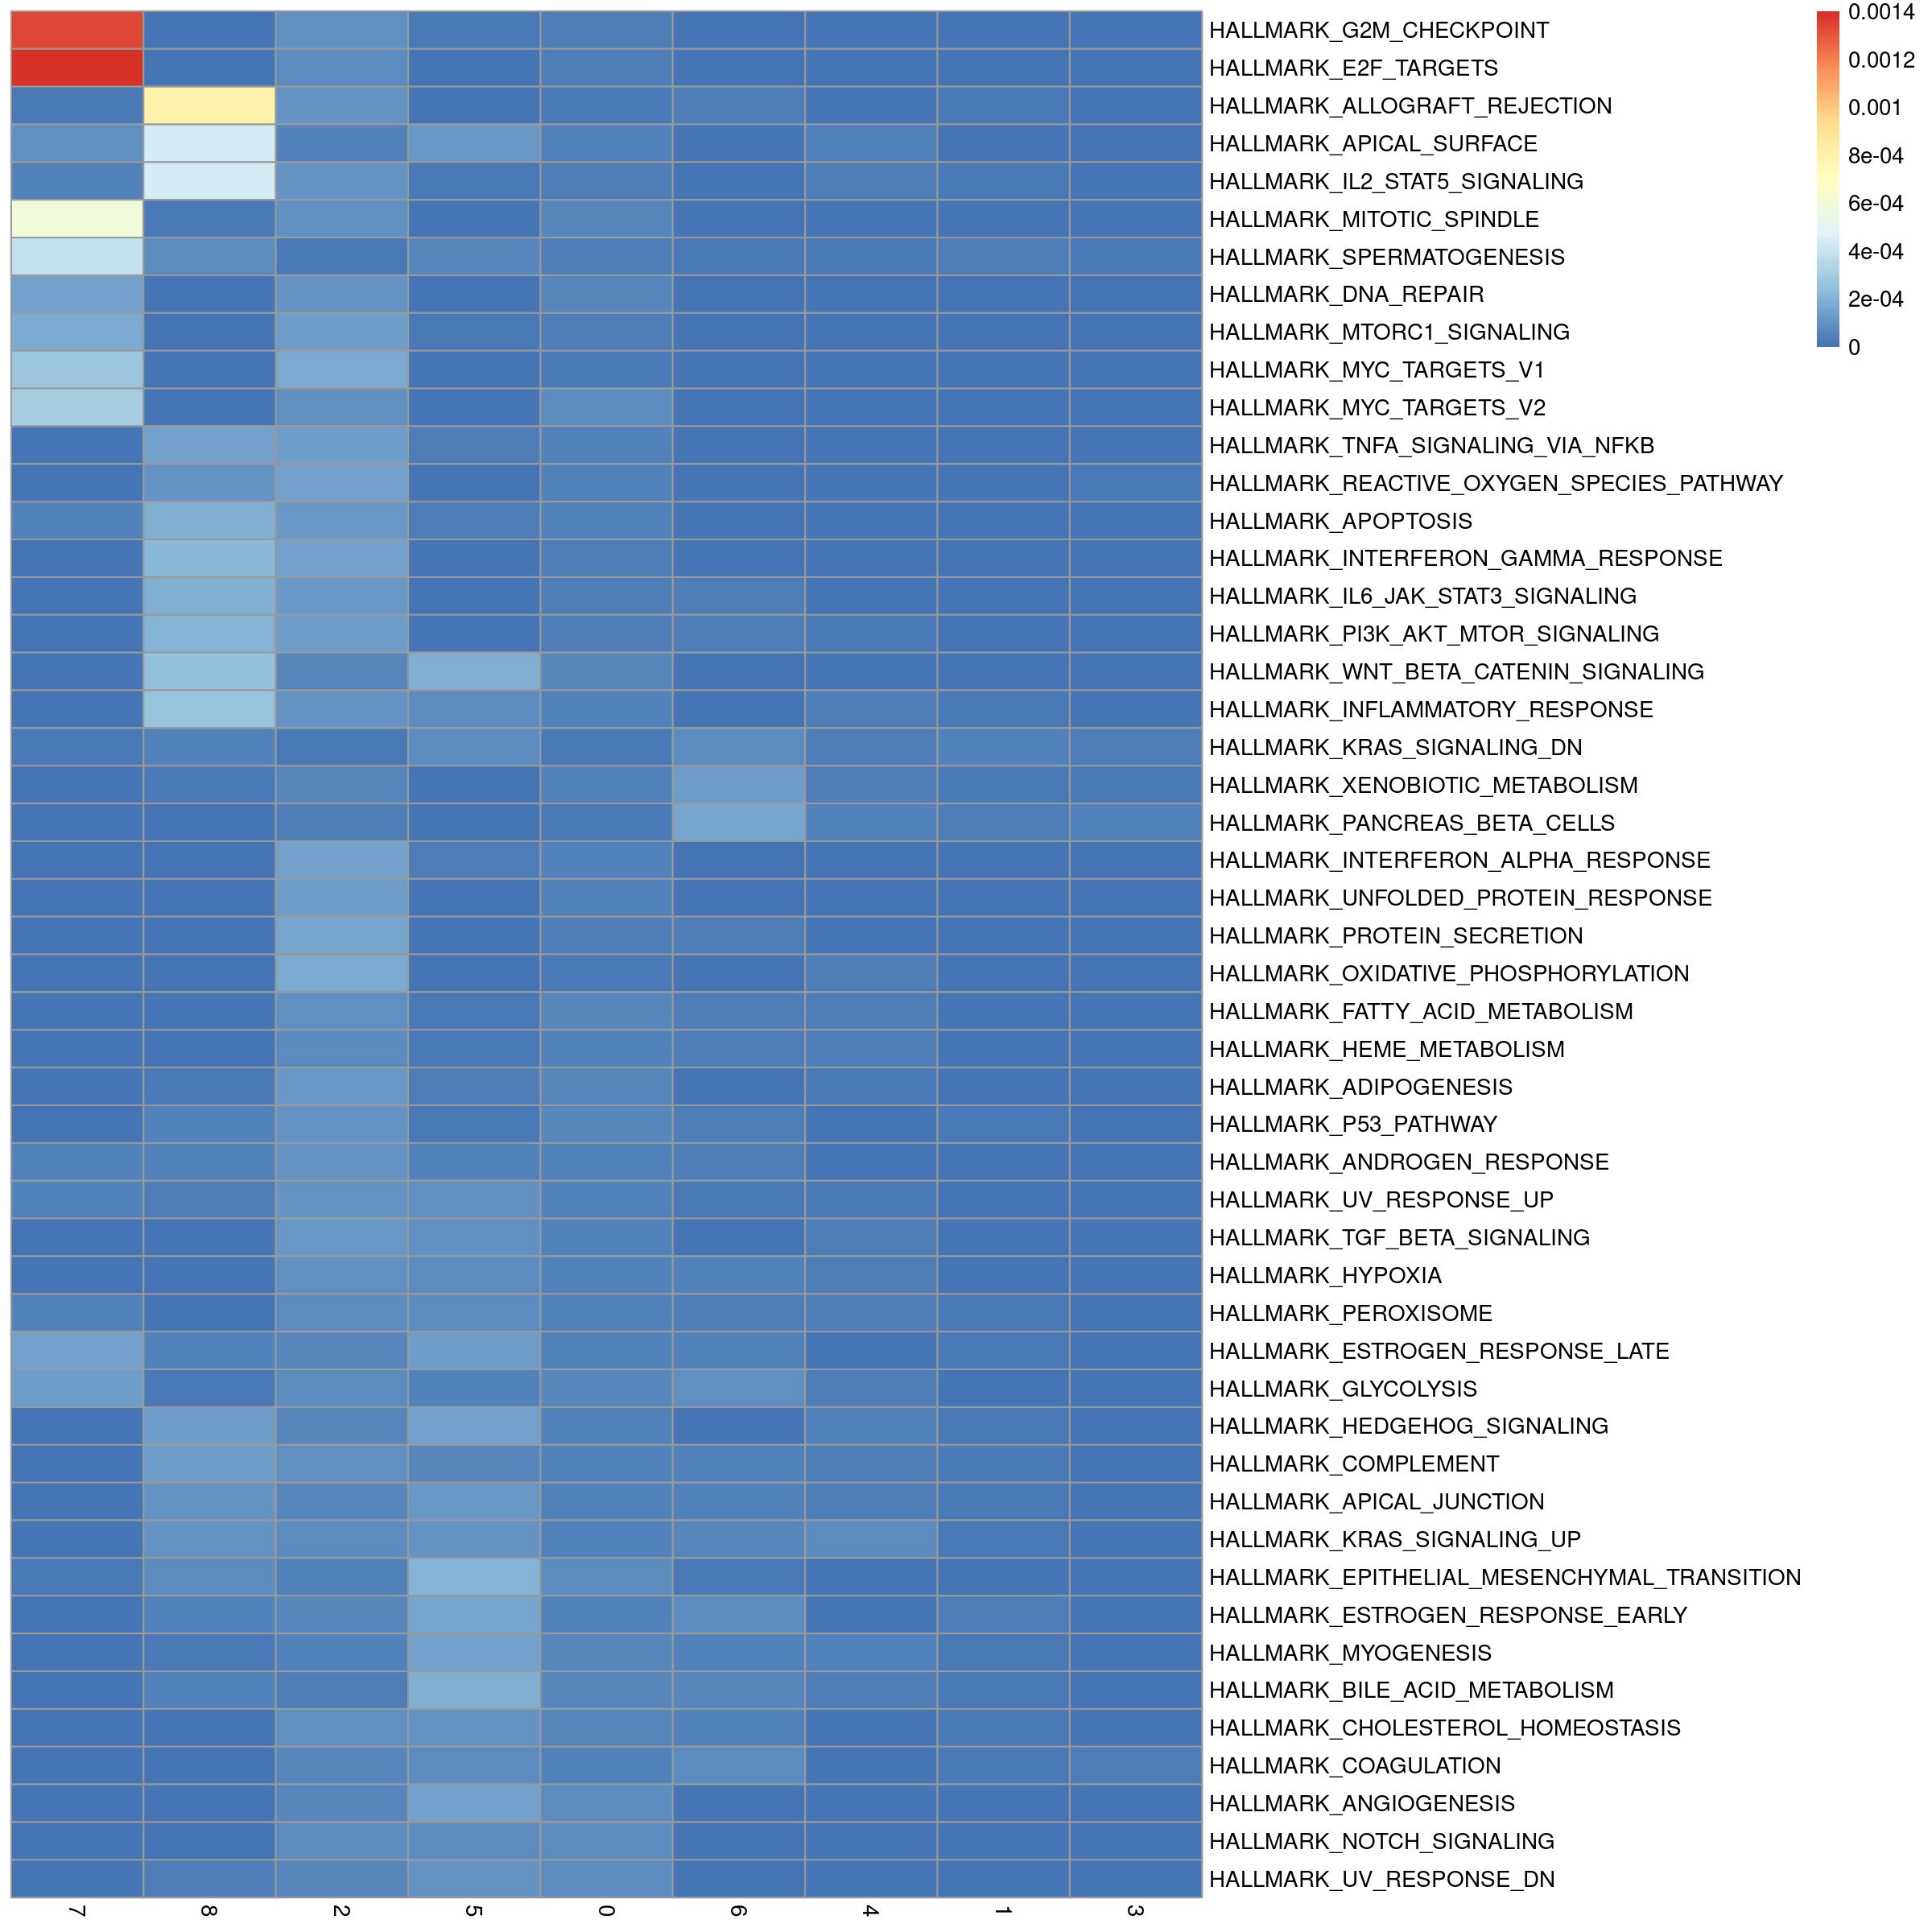 HALLMARK_G2M_CHECKPOINT
HALLMARK_E2F_TARGETS
HALLMARK_ALLOGRAFT_REJECTION
HALLMARK_APICAL_SURFACE
HALLMARK_IL2_STAT5_SIGNALING
HALLMARK_MITOTIC_SPINDLE
HALLMARK_SPERMATOGENESIS
HALLMARK_DNA_REPAIR
HALLMARK_MTORC1_SIGNALING
HALLMARK_MYC_TARGETS_V1
HALLMARK_MYC_TARGETS_V2
HALLMARK_TNFA_SIGNALING_VIA_NFKB
HALLMARK_REACTIVE_OXYGEN_SPECIES_PATHWAY
HALLMARK_APOPTOSIS
HALLMARK_INTERFERON_GAMMA_RESPONSE
HALLMARK_IL6_JAK_STAT3_SIGNALING
HALLMARK_PI3K_AKT_MTOR_SIGNALING
HALLMARK_WNT_BETA_CATENIN_SIGNALING
HALLMARK_INFLAMMATORY_RESPONSE
HALLMARK_KRAS_SIGNALING_DN
HALLMARK_XENOBIOTIC_METABOLISM
HALLMARK_PANCREAS_BETA_CELLS
HALLMARK_INTERFERON_ALPHA_RESPONSE
HALLMARK_UNFOLDED_PROTEIN_RESPONSE
HALLMARK_PROTEIN_SECRETION
HALLMARK_OXIDATIVE_PHOSPHORYLATION
HALLMARK_FATTY_ACID_METABOLISM
HALLMARK_HEME_METABOLISM
HALLMARK_ADIPOGENESIS
HALLMARK_P53_PATHWAY
HALLMARK_ANDROGEN_RESPONSE
HALLMARK_UV_RESPONSE_UP
HALLMARK_TGF_BETA_SIGNALING
HALLMARK_HYPOXIA
HALLMARK_PEROXISOME
HALLMARK_ESTROGEN_RESPONSE_LATE
HALLMARK_GLYCOLYSIS
HALLMARK_HEDGEHOG_SIGNALING
HALLMARK_COMPLEMENT
HALLMARK_APICAL_JUNCTION
HALLMARK_KRAS_SIGNALING_UP
HALLMARK_EPITHELIAL_MESENCHYMAL_TRANSITION
HALLMARK_ESTROGEN_RESPONSE_EARLY
HALLMARK_MYOGENESIS
HALLMARK_BILE_ACID_METABOLISM
HALLMARK_CHOLESTEROL_HOMEOSTASIS
HALLMARK_COAGULATION
HALLMARK_ANGIOGENESIS
HALLMARK_NOTCH_SIGNALING
HALLMARK_UV_RESPONSE_DN
7 8 2 5 0 6 4 1 3
0.0014
0.0012
0.001
8e-04
6e-04
4e-04
2e-04
0